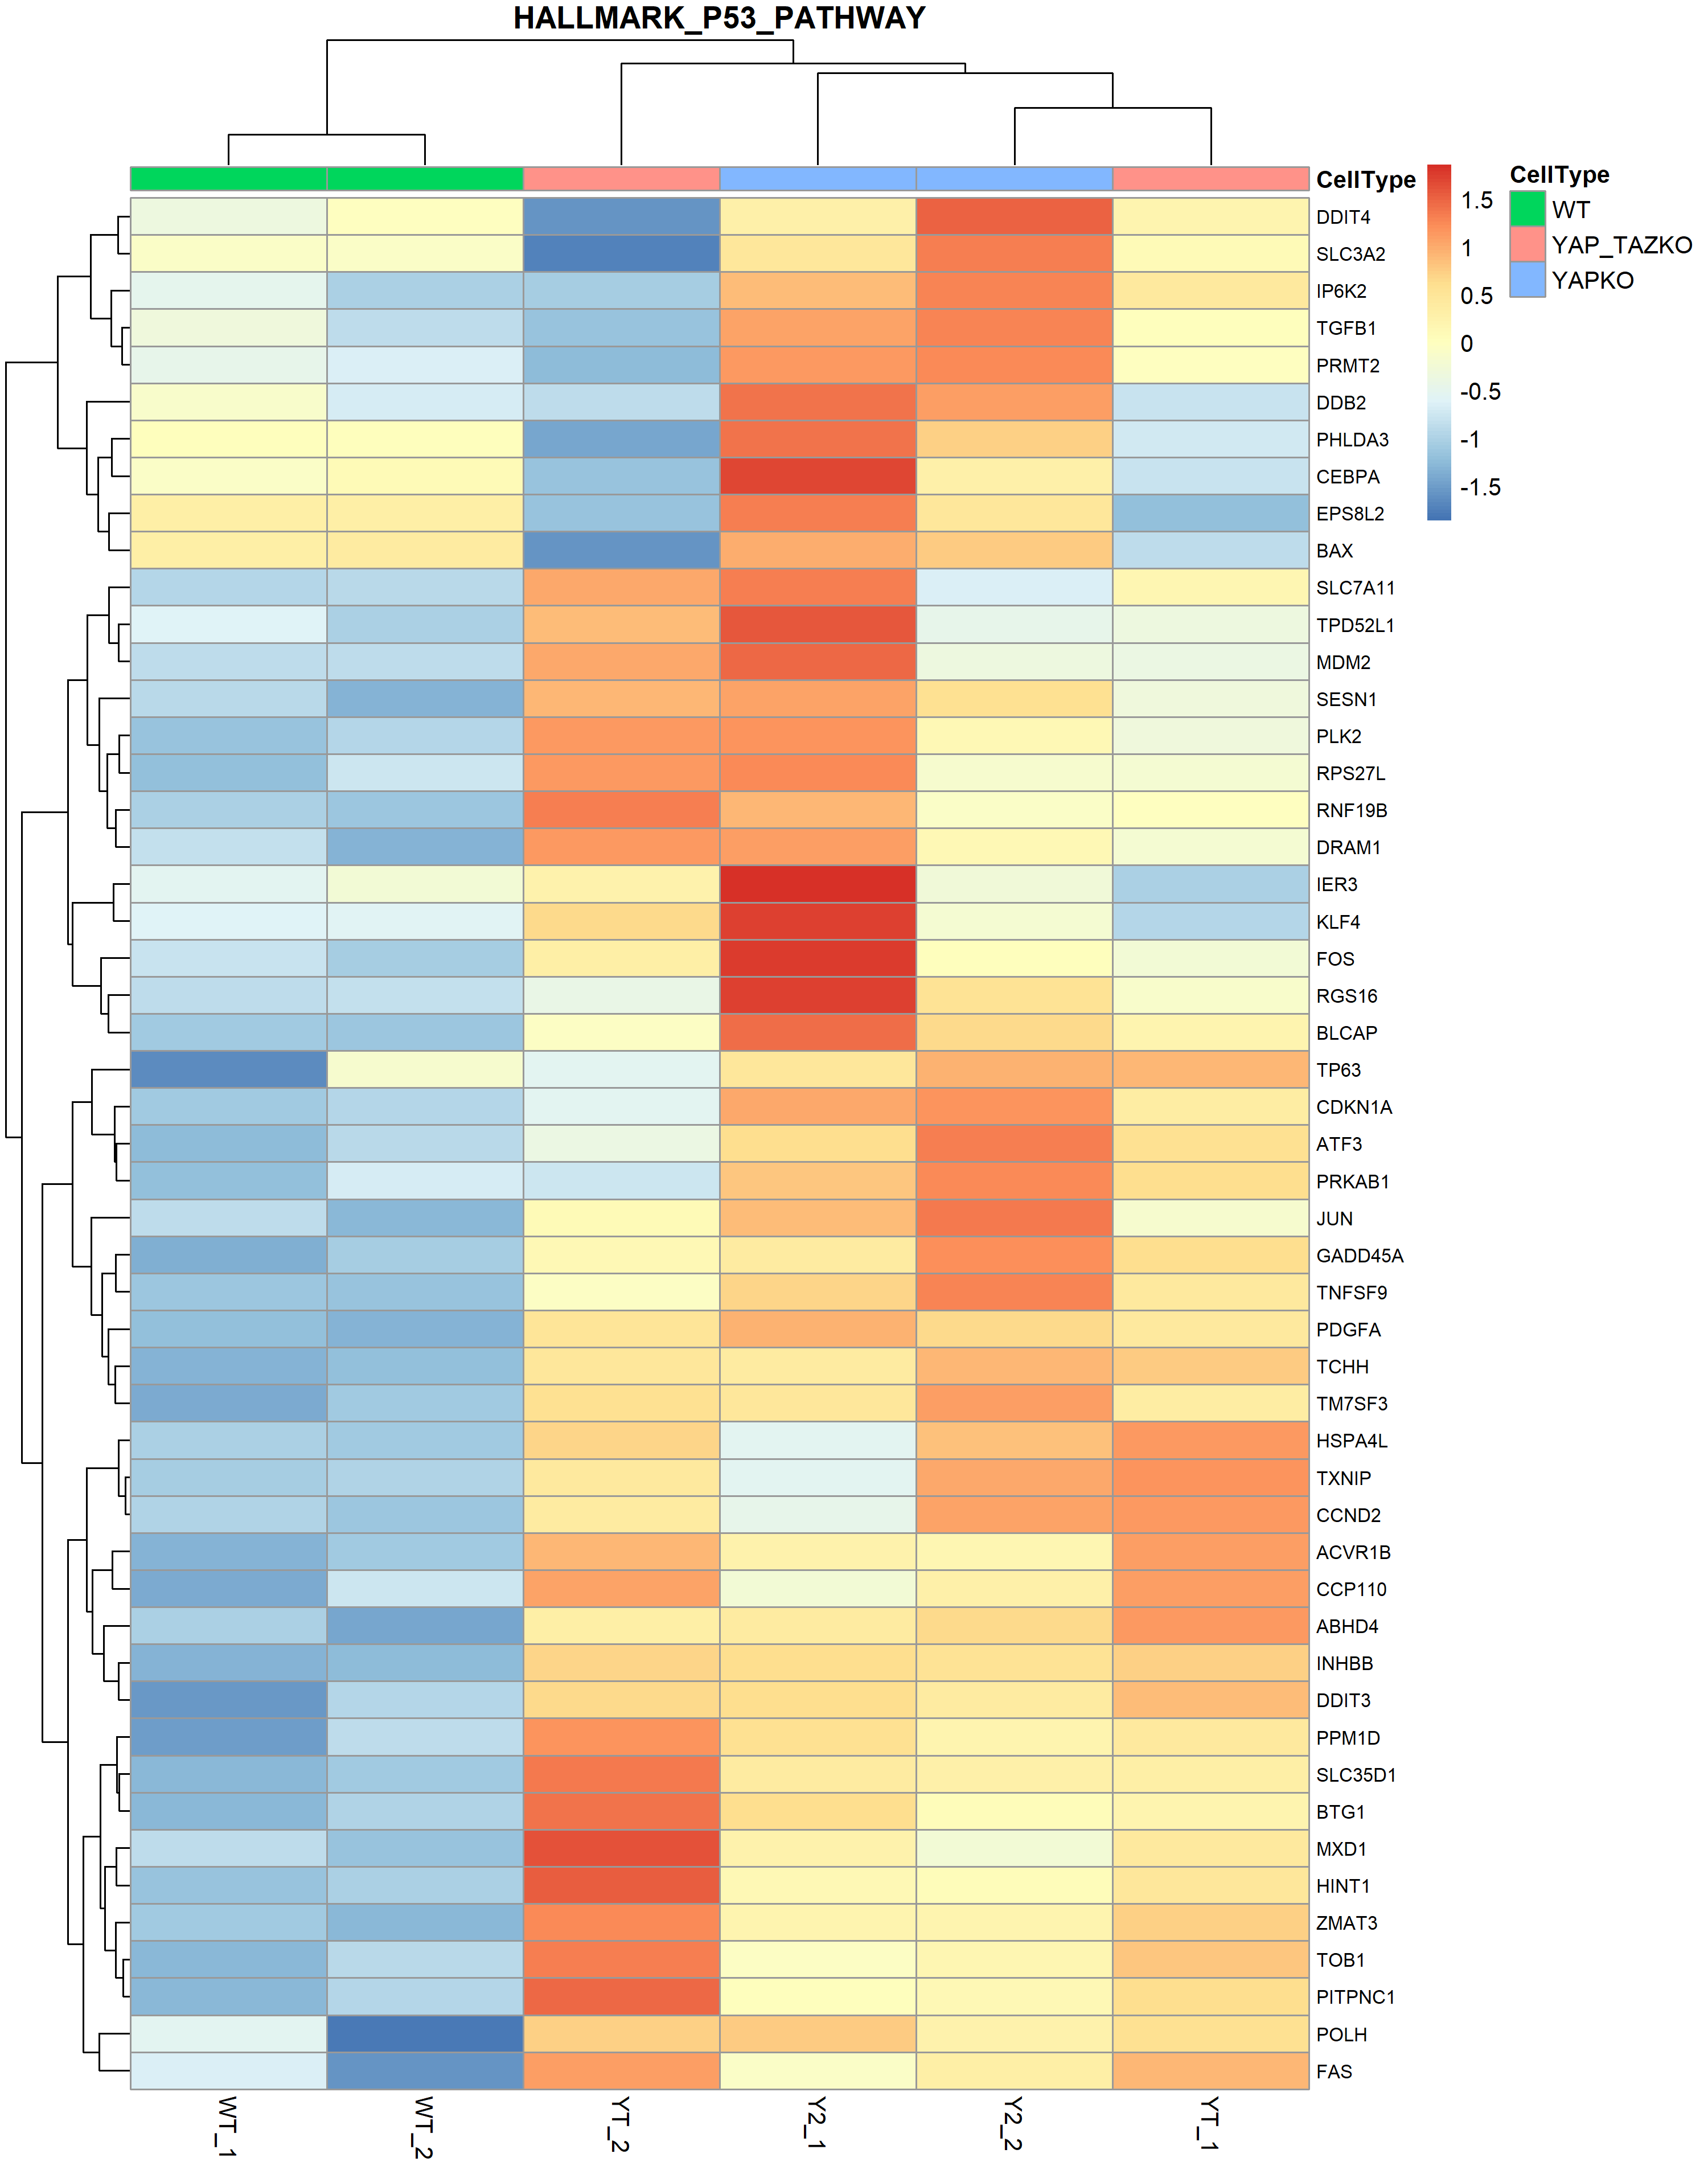 HALLMARK_P53_PATHWAY
CellType
1.5
1
0.5
0
-0.5
-1
-1.5
CellType
WT
YAP_TAZKO
YAPKO
DDIT4
SLC3A2
IP6K2
TGFB1
PRMT2
DDB2
PHLDA3
CEBPA
EPS8L2
BAX
SLC7A11
TPD52L1
MDM2
SESN1
PLK2
RPS27L
RNF19B
DRAM1
IER3
KLF4
FOS
RGS16
BLCAP
TP63
CDKN1A
ATF3
PRKAB1
JUN
GADD45A
TNFSF9
PDGFA
TCHH
TM7SF3
HSPA4L
TXNIP
CCND2
ACVR1B
CCP110
ABHD4
INHBB
DDIT3
PPM1D
SLC35D1
BTG1
MXD1
HINT1
ZMAT3
TOB1
PITPNC1
POLH
FAS
WT_1
WT_2
YT_2
Y2_1
Y2_2
YT_1